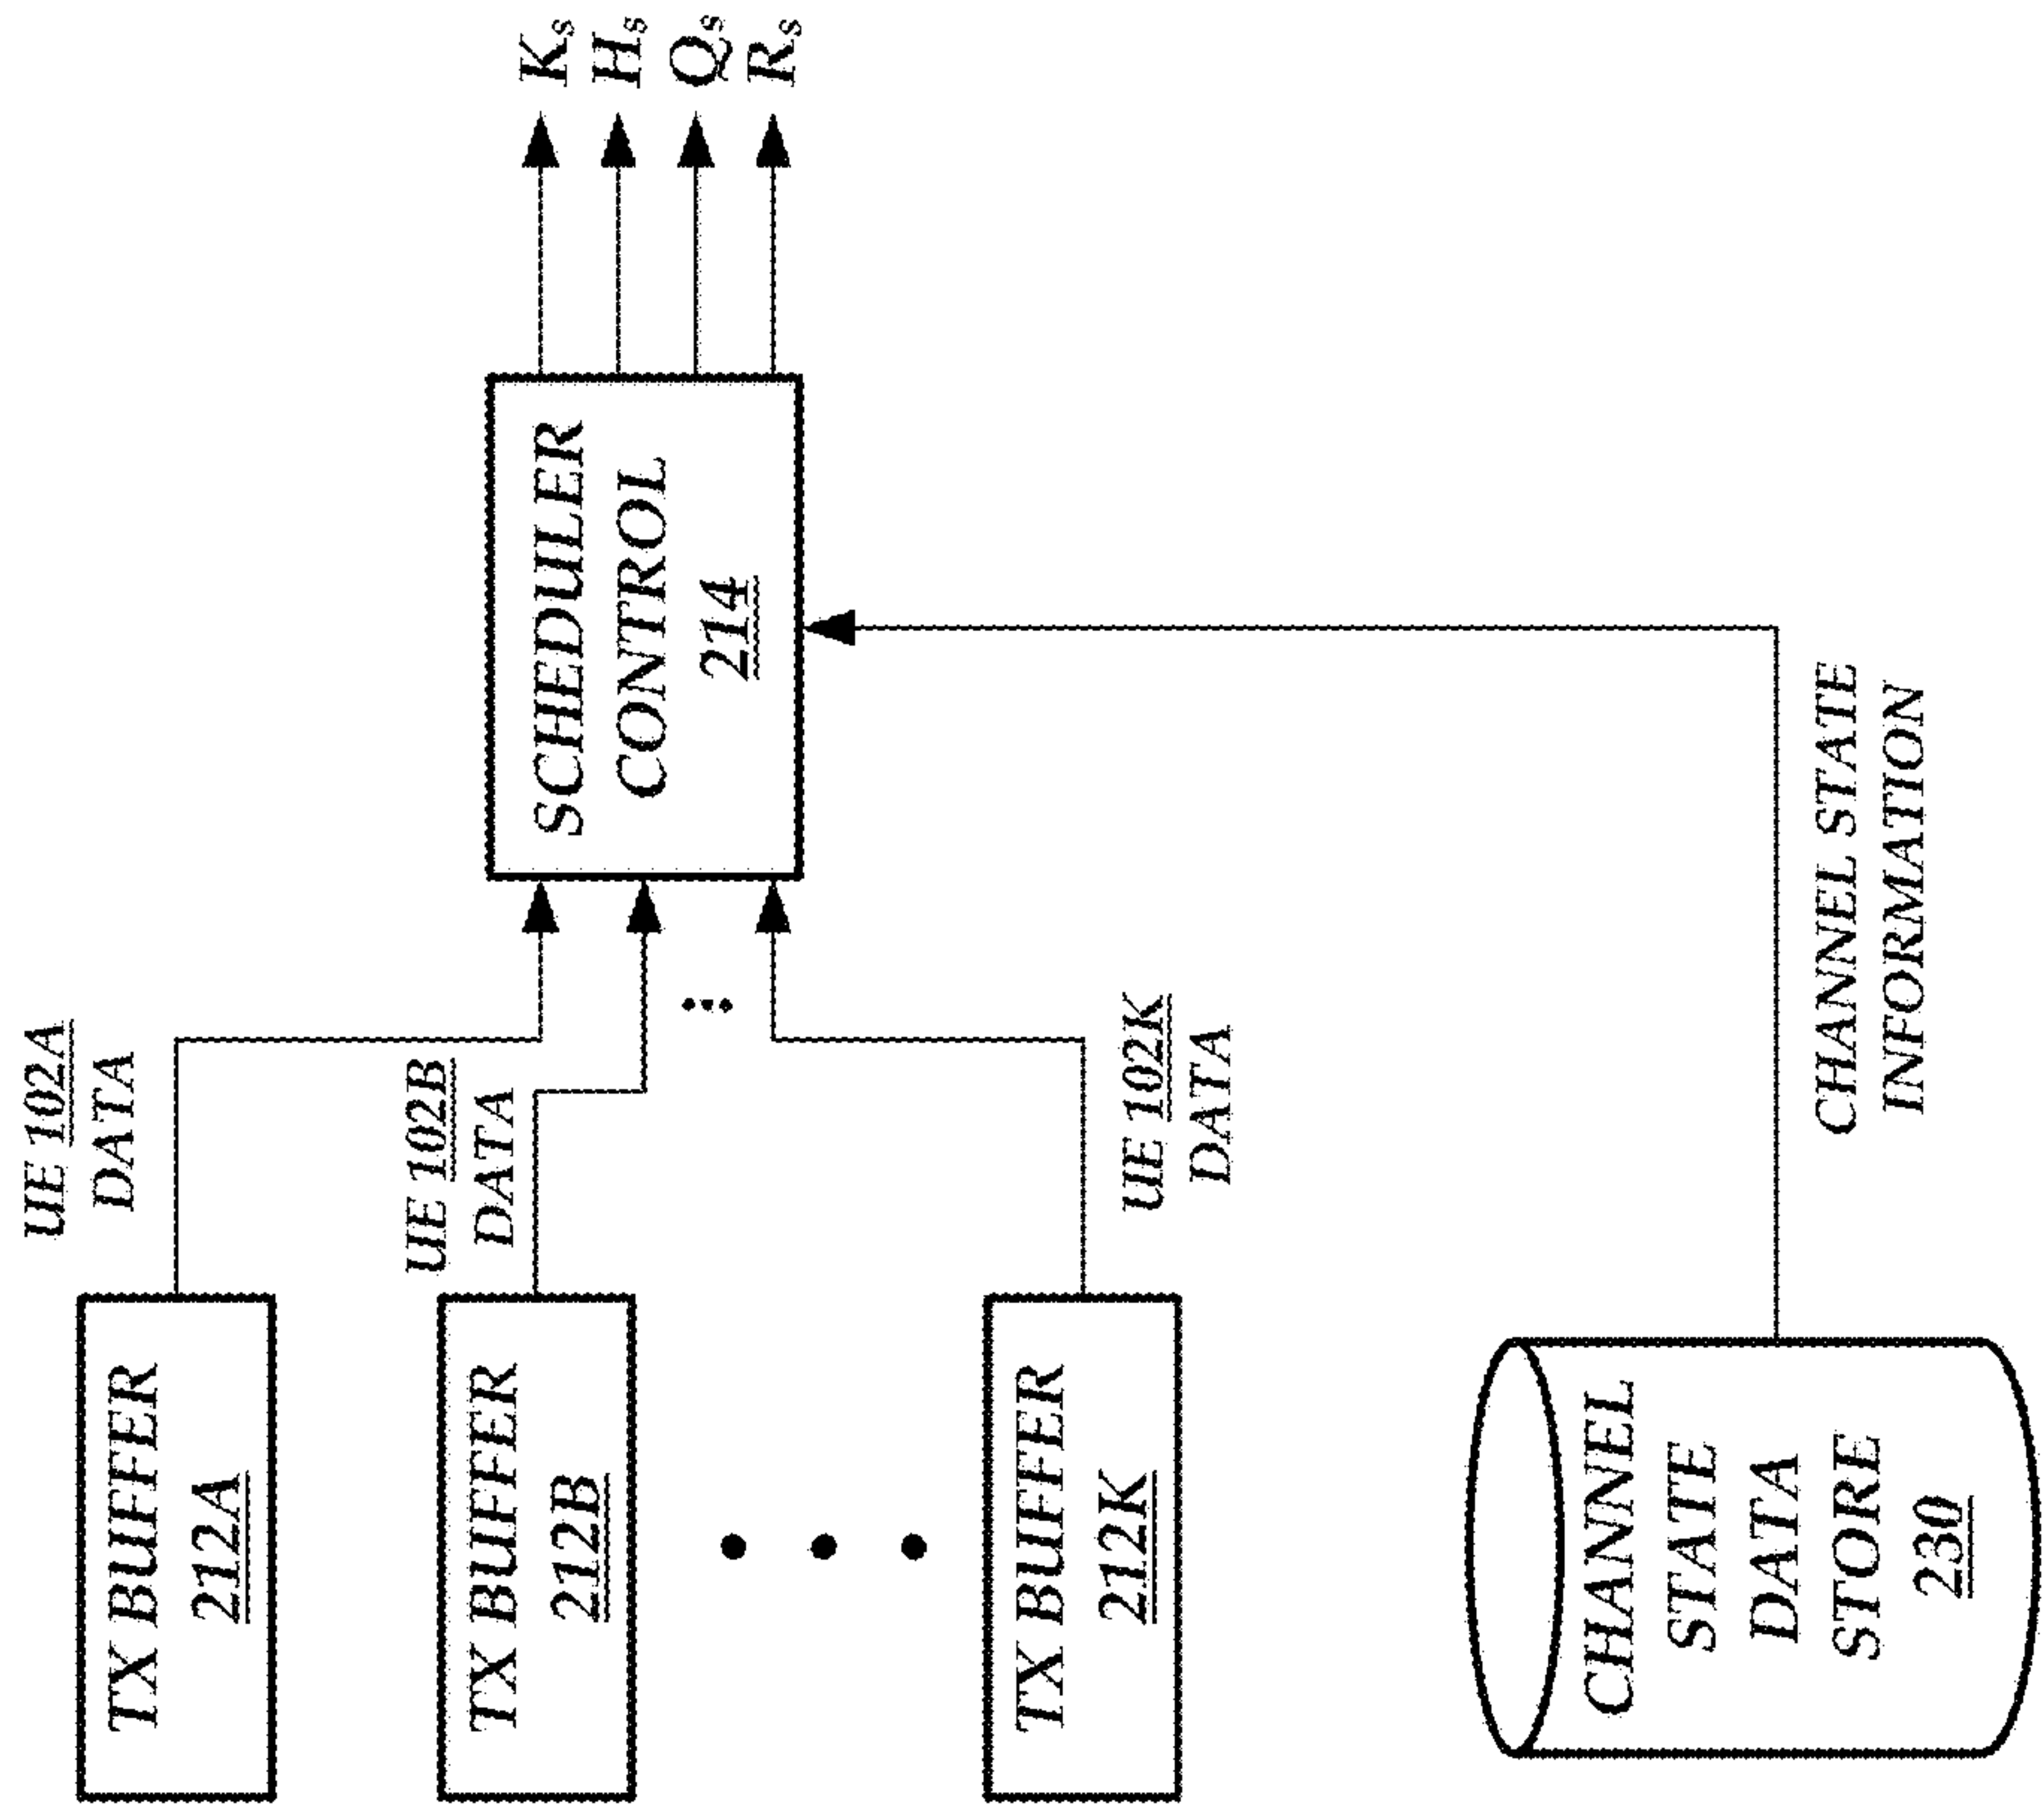 TX BUFFER
212A
UE 102A
DATA
TX BUFFER
212B
UE 102B
DATA
TX BUFFER
212K
UE 102K
DATA
CHANNEL
STATE
DATA
STORE
230
CHANNEL STATE
INFORMATION
SCHEDULER
CONTROL
214
Ks
Hs
Qs
Rs